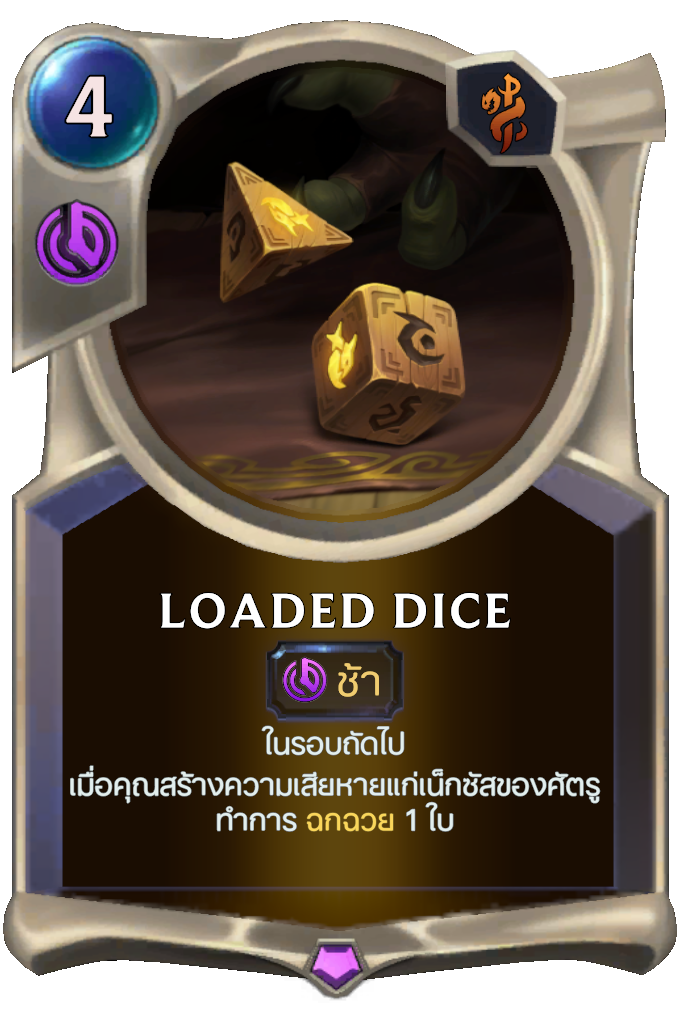 4
LOADED DICE
ช้า
ในรอบถัดไป
เมื่อคุณสร้างความเสียหายแก่เน็กซัสของศัตรู
ทำการ ฉกฉวย 1 ใบ